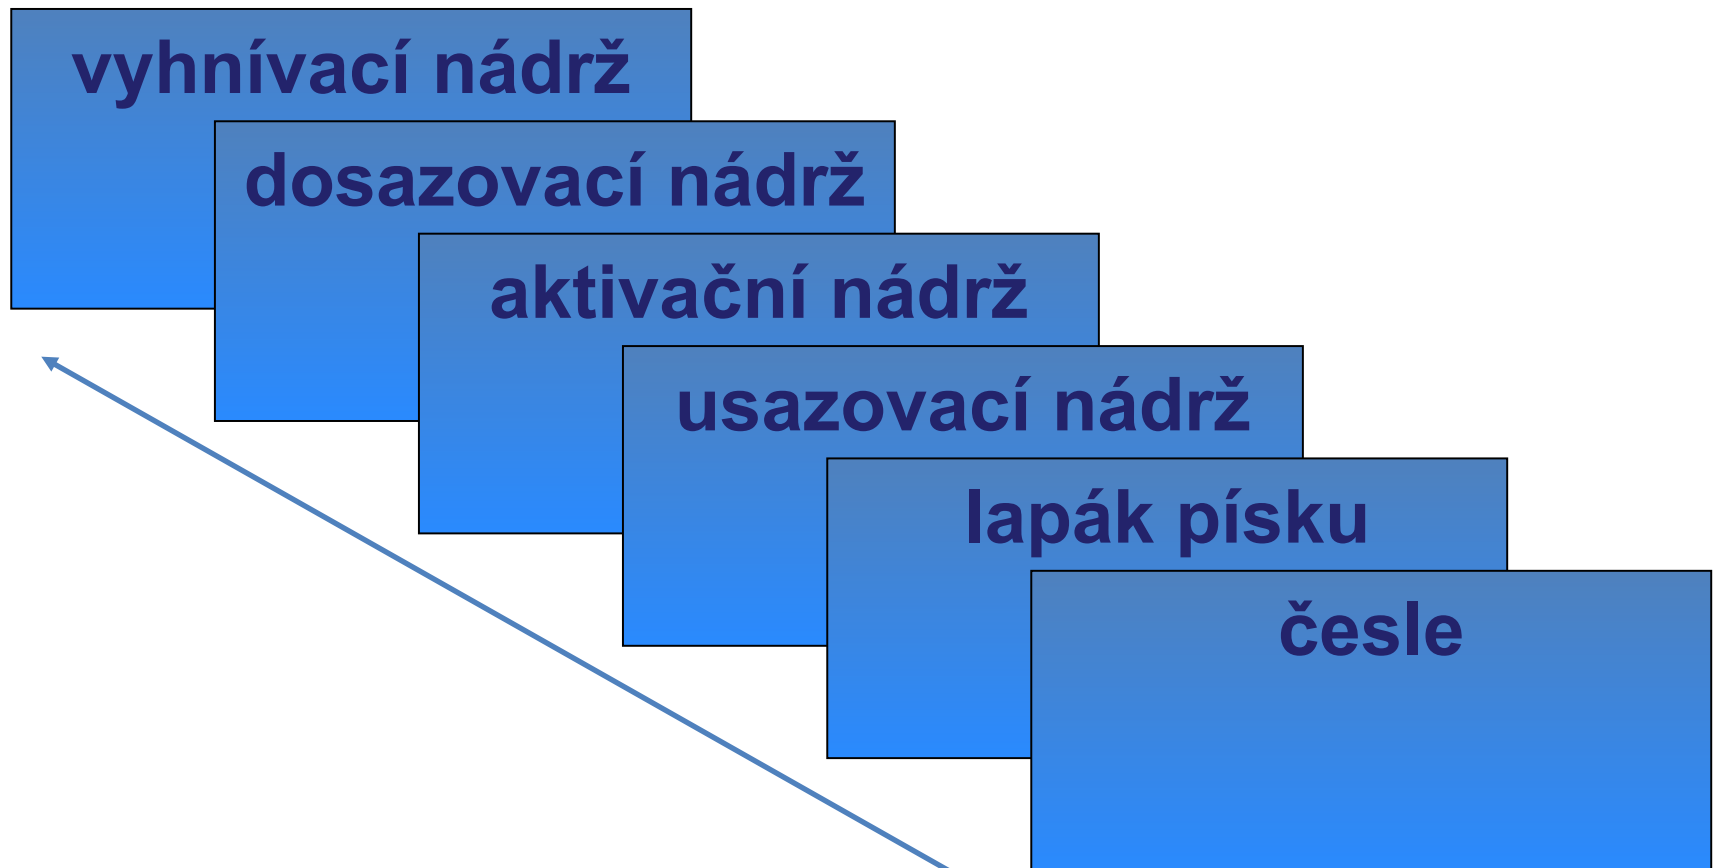 vyhnívací nádrž
dosazovací nádrž
aktivační nádrž
usazovací nádrž
lapák písku
česle